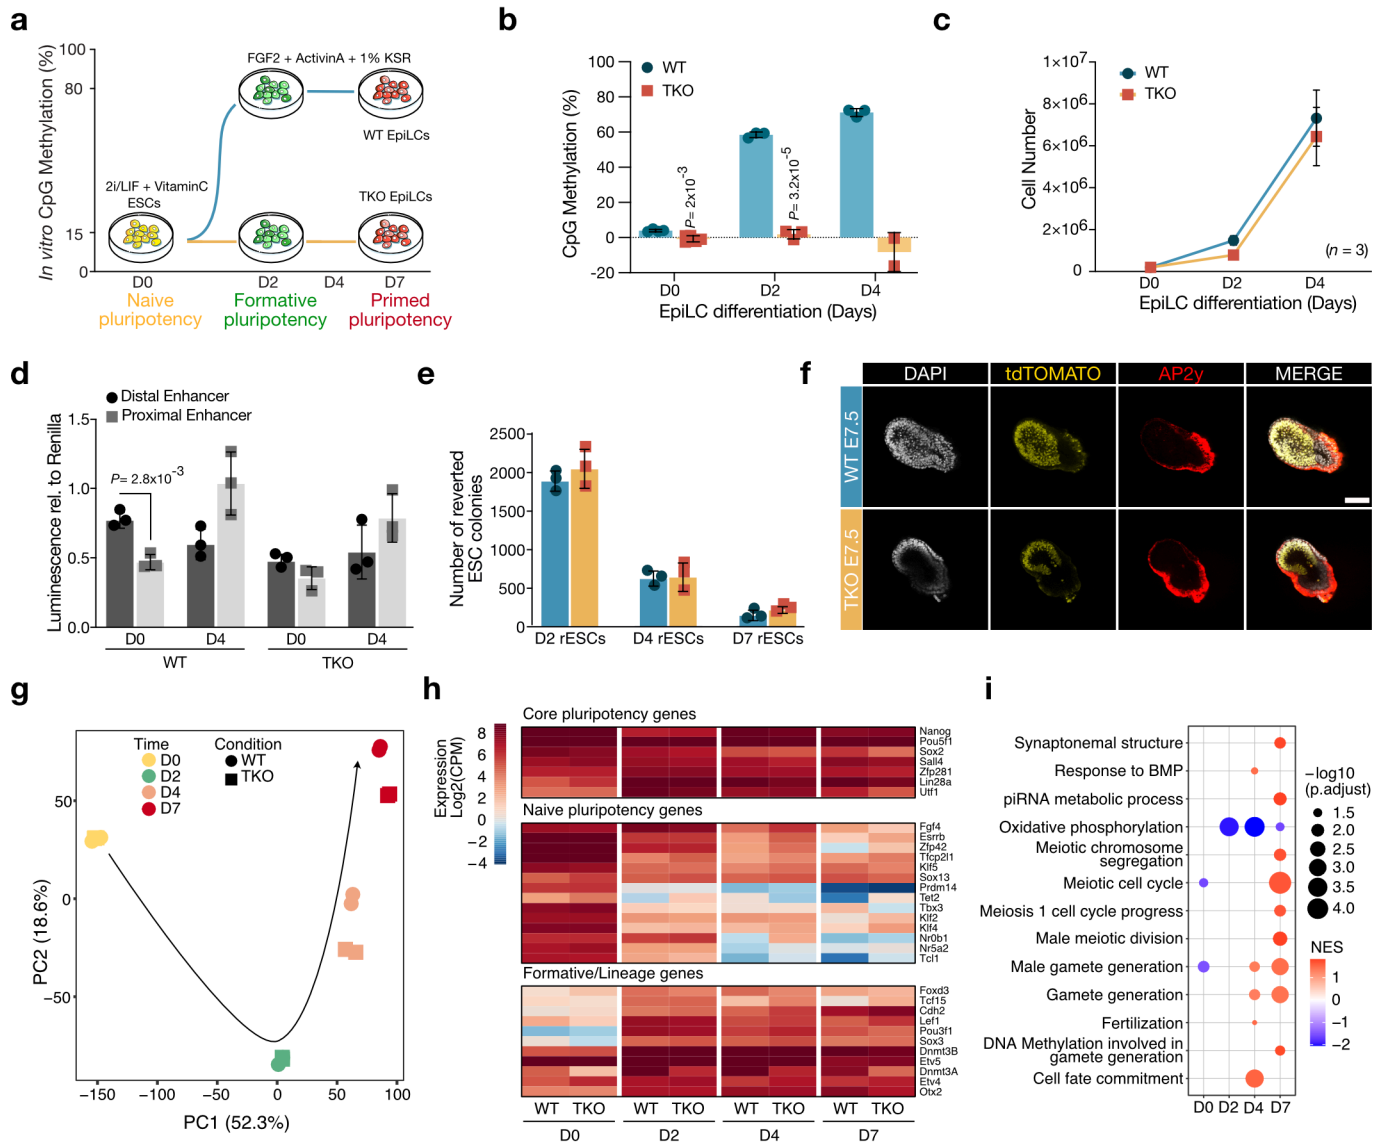 a
In vitro CpG Methylation (%)
100
80
15
0
FGF2 + ActivinA + 1% KSR
WT EpiLCs
2i/LIF + VitaminC
ESCs
TKO EpiLCs
D0
D2
D4
D7
Naive
pluripotency
Formative
pluripotency
Primed
pluripotency
b
CpG Methylation (%)
100
80
60
40
20
0
-20
WT
TKO
P= 2x10⁻³
P= 3.2x10⁻⁵
D0
D2
D4
EpiLC differentiation (Days)
c
Cell Number
1×10⁷
8×10⁶
6×10⁶
4×10⁶
2×10⁶
0
WT
TKO
(n = 3)
D0
D2
D4
EpiLC differentiation (Days)
d
Distal Enhancer
Proximal Enhancer
Luminescence rel. to Renilla
1.5
1.0
0.5
0.0
P= 2.8x10⁻³
D0
D4
D0
D4
WT
TKO
e
Number of reverted
ESC colonies
2500
2000
1500
1000
500
0
D2 rESCs
D4 rESCs
D7 rESCs
f
DAPI
tdTOMATO
AP2y
MERGE
WT E7.5
TKO E7.5
g
Time
D0
D2
D4
D7
Condition
WT
TKO
PC2 (18.6%)
50
0
−50
−150
−100
−50
0
50
100
PC1 (52.3%)
h
Expression
Log2(CPM)
8
6
4
2
0
−2
−4
Core pluripotency genes
Nanog
Pou5f1
Sox2
Sall4
Zfp281
Lin28a
Utf1
Naive pluripotency genes
Fgf4
Esrrb
Zfp42
Tfcp2l1
Klf5
Sox13
Prdm14
Tet2
Tbx3
Klf2
Klf4
Nr0b1
Nr5a2
Tcl1
Formative/Lineage genes
Foxd3
Tcf15
Cdh2
Lef1
Pou3f1
Sox3
Dnmt3B
Etv5
Dnmt3A
Etv4
Otx2
WT TKO WT TKO WT TKO WT TKO
D0 D2 D4 D7
i
Synaptonemal structure
Response to BMP
piRNA metabolic process
Oxidative phosphorylation
Meiotic chromosome
segregation
Meiotic cell cycle
Meiosis 1 cell cycle progress
Male meiotic division
Male gamete generation
Gamete generation
Fertilization
DNA Methylation involved in
gamete generation
Cell fate commitment
D0 D2 D4 D7
−log10
(p.adjust)
1.5
2.0
2.5
3.0
3.5
4.0
NES
1
0
−1
−2